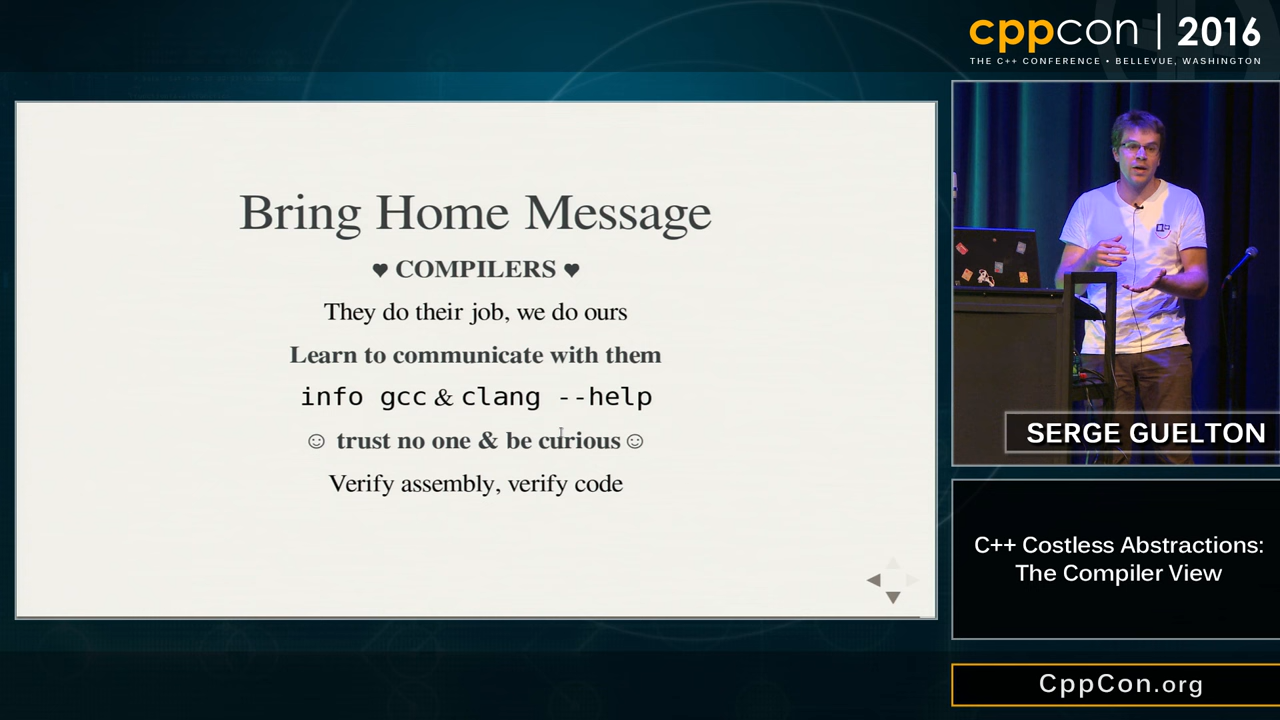 cppcon | 2016
THE C++ CONFERENCE • BELLEVUE, WASHINGTON
Bring Home Message
♥ COMPILERS ♥
They do their job, we do ours
Learn to communicate with them
info gcc & clang --help
☺ trust no one & be curious ☺
Verify assembly, verify code
SERGE GUELTON
C++ Costless Abstractions:
The Compiler View
CppCon.org